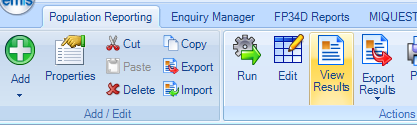 emis
Population Reporting Enquiry Manager FP34D Reports MIQUEST
Add Properties Cut Paste Delete Copy Export Import
Run Edit View Results Export Results
Add / Edit Actions